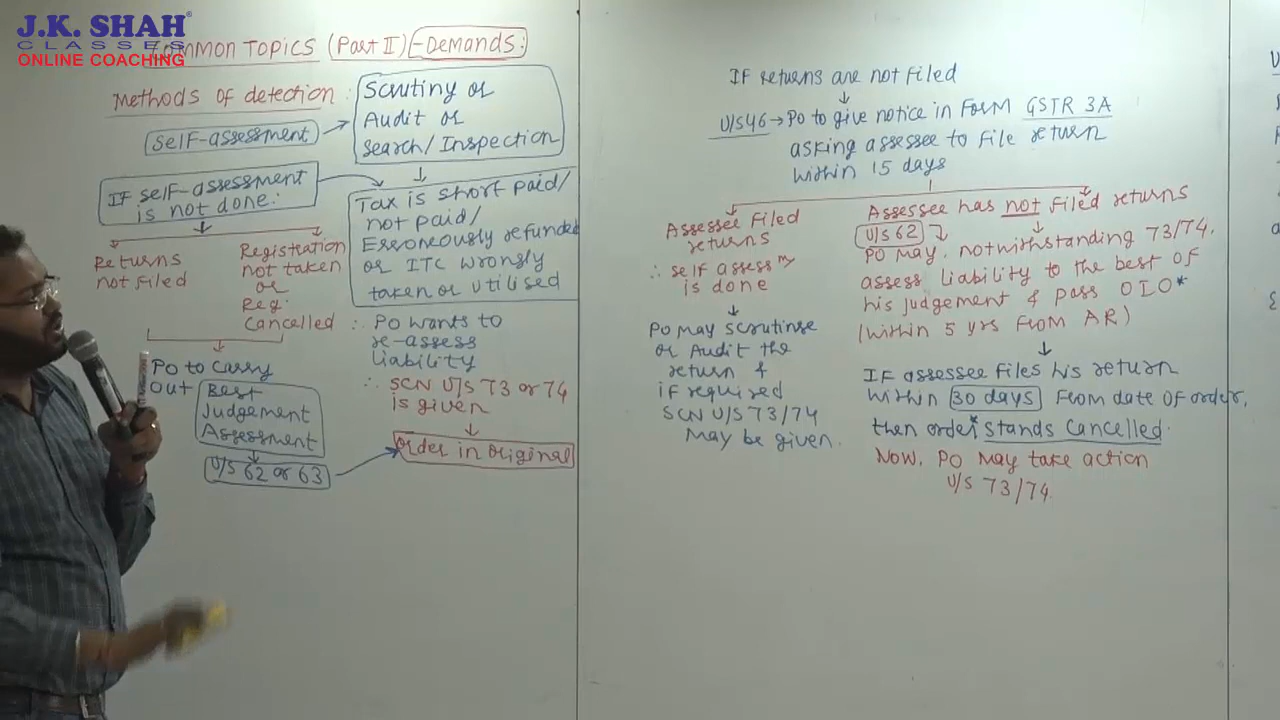 J.K. SHAH®
CLASSES
ONLINE COACHING
COMMON TOPICS (Part II) - DEMANDS:
Methods of detection :
Self-assessment
Scrutiny or
Audit or
search/Inspection
If self-assessment
is not done:
Tax is short paid/
not paid/
Erroneously refunded
or ITC wrongly
taken or utilised
Returns
not filed
Registration
not taken
or
Reg:
Cancelled
∴ PO wants to
re-assess
liability
∴ SCN U/S 73 or 74
is given
Order in original
PO to carry
out
Best
Judgement
Assessment
U/S 62 or 63
If returns are not filed
U/S 46 → PO to give notice in Form GSTR 3A
asking assessee to file return
within 15 days
Assessee filed
returns
∴ self assess my
is done
PO may scrutinse
or Audit the
return &
if required
SCN U/S 73/74
may be given.
Assessee has not filed returns
U/S 62
PO may, notwithstanding 73/74,
assess liability to the best of
his judgement & pass OIO*
(within 5 yrs from AR)
If assessee files his return
within 30 days from date of order,
then order* stands cancelled.
Now, PO may take action
U/S 73/74.